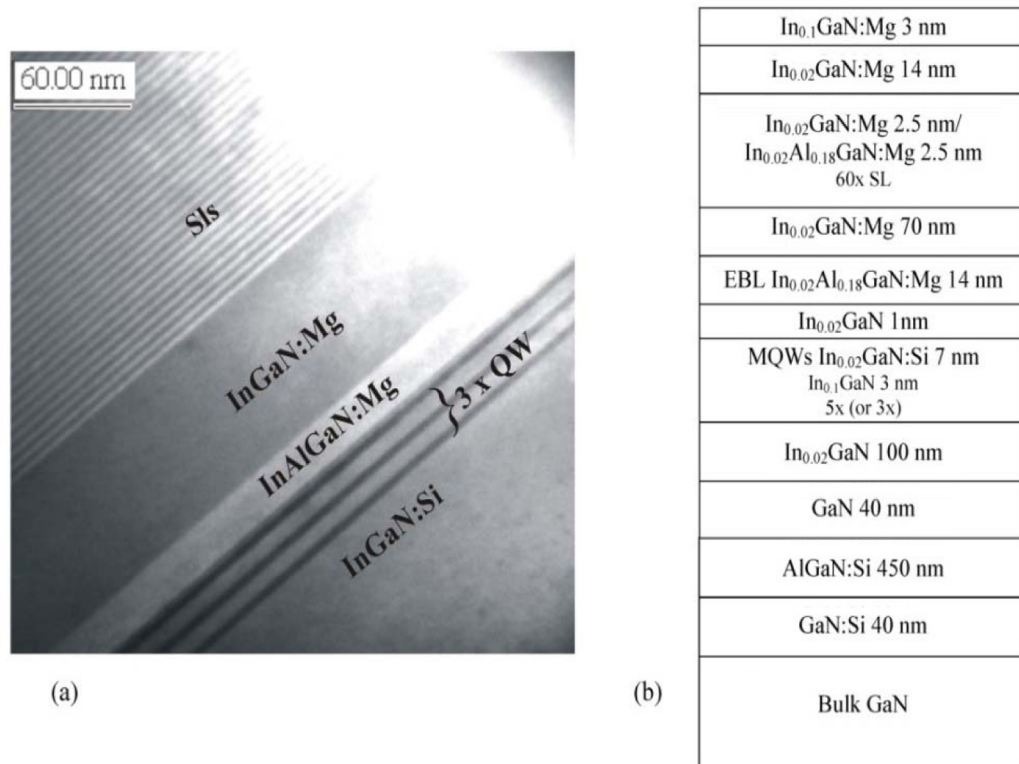 60.00 nm
Sls
InGaN:Mg
InAlGaN:Mg
3 x QW
InGaN:Si
(a)
In₀.₁GaN:Mg 3 nm
In₀.₀₂GaN:Mg 14 nm
In₀.₀₂GaN:Mg 2.5 nm/
In₀.₀₂Al₀.₁₈GaN:Mg 2.5 nm
60x SL
In₀.₀₂GaN:Mg 70 nm
EBL In₀.₀₂Al₀.₁₈GaN:Mg 14 nm
In₀.₀₂GaN 1nm
MQWs In₀.₀₂GaN:Si 7 nm
In₀.₁GaN 3 nm
5x (or 3x)
In₀.₀₂GaN 100 nm
GaN 40 nm
AlGaN:Si 450 nm
GaN:Si 40 nm
Bulk GaN
(b)